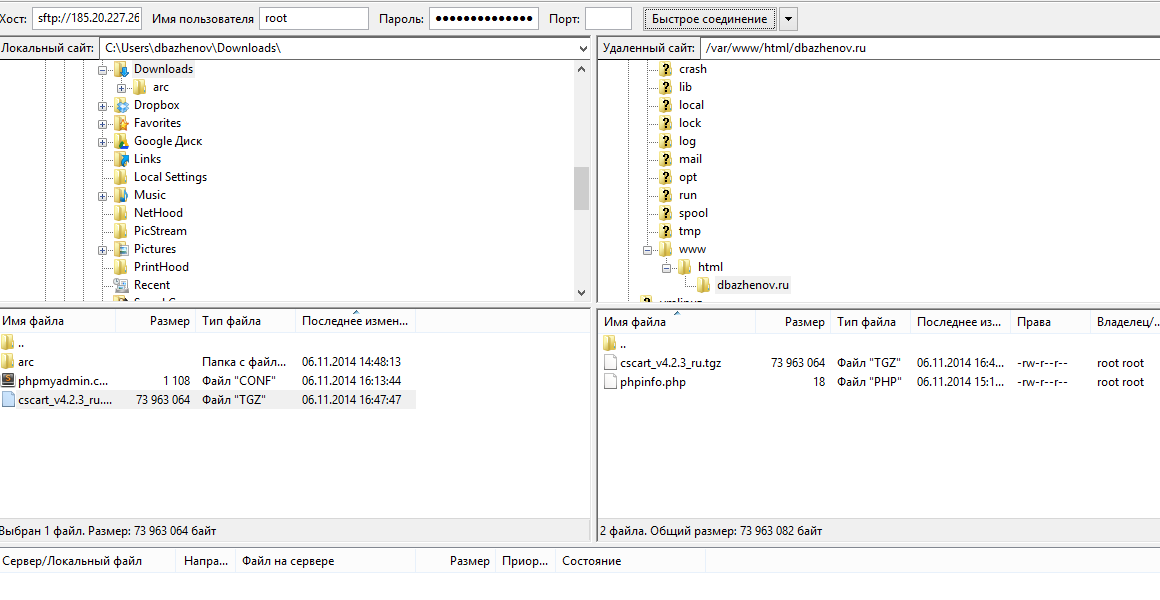 Хост: sftp://185.20.227.26 Имя пользователя root Пароль: ●●●●●●●●●●●●●● Порт: Быстрое соединение
Локальный сайт: C:\Users\dbazhenov\Downloads\
Downloads
arc
Dropbox
Favorites
Google Диск
Links
Local Settings
Music
NetHood
PicStream
Pictures
PrintHood
Recent
Удаленный сайт: /var/www/html/dbazhenov.ru
crash
lib
local
lock
log
mail
opt
run
spool
tmp
www
html
dbazhenov.ru
Имя файла Размер Тип файла Последнее измен...
..
arc Папка с файл... 06.11.2014 14:48:13
phpmyadmin.c... 1 108 Файл "CONF" 06.11.2014 16:13:44
cscart_v4.2.3_ru.... 73 963 064 Файл "TGZ" 06.11.2014 16:47:47
Выбран 1 файл. Размер: 73 963 064 байт
Имя файла Размер Тип файла Последнее из... Права Владелец/...
..
cscart_v4.2.3_ru.tgz 73 963 064 Файл "TGZ" 06.11.2014 16:4... -rw-r--r-- root root
phpinfo.php 18 Файл "PHP" 06.11.2014 15:1... -rw-r--r-- root root
2 файла. Общий размер: 73 963 082 байт
Сервер/Локальный файл Напра... Файл на сервере Размер Приор... Состояние